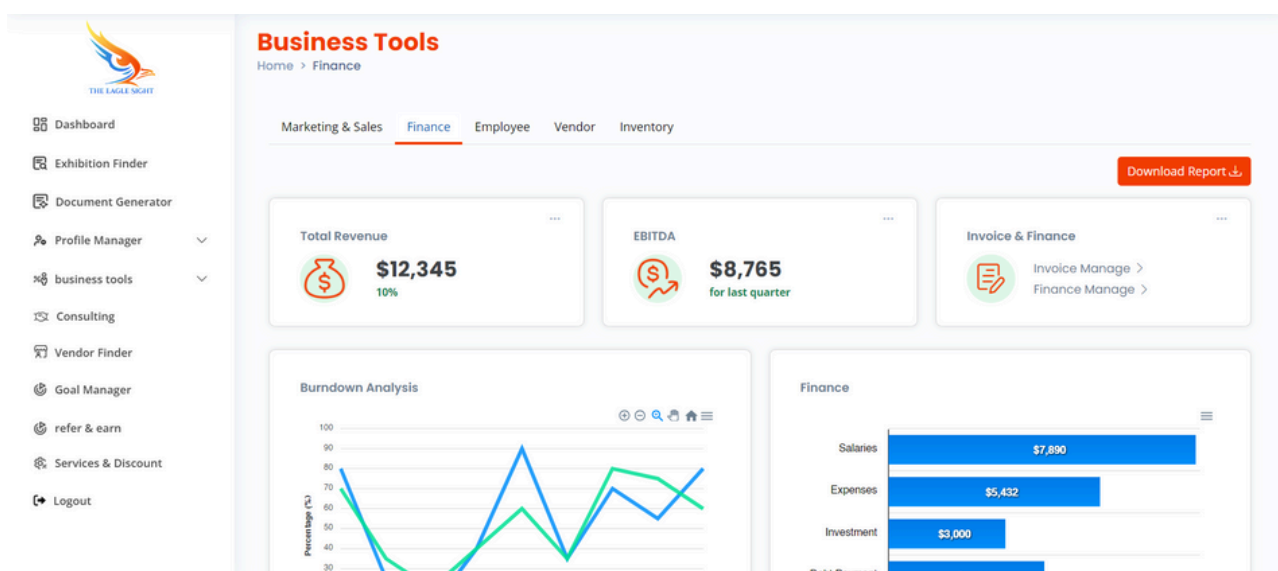 THE EAGLE SIGHT
Dashboard
Exhibition Finder
Document Generator
Profile Manager
business tools
Consulting
Vendor Finder
Goal Manager
refer & earn
Services & Discount
Logout
Business Tools
Home > Finance
Marketing & Sales Finance Employee Vendor Inventory
Download Report
Total Revenue
$12,345
10%
EBITDA
$8,765
for last quarter
Invoice & Finance
Invoice Manage >
Finance Manage >
Burndown Analysis
100
90
80
70
60
50
40
30
Percentage (%)
Finance
Salaries $7,890
Expenses $5,432
Investment $3,000